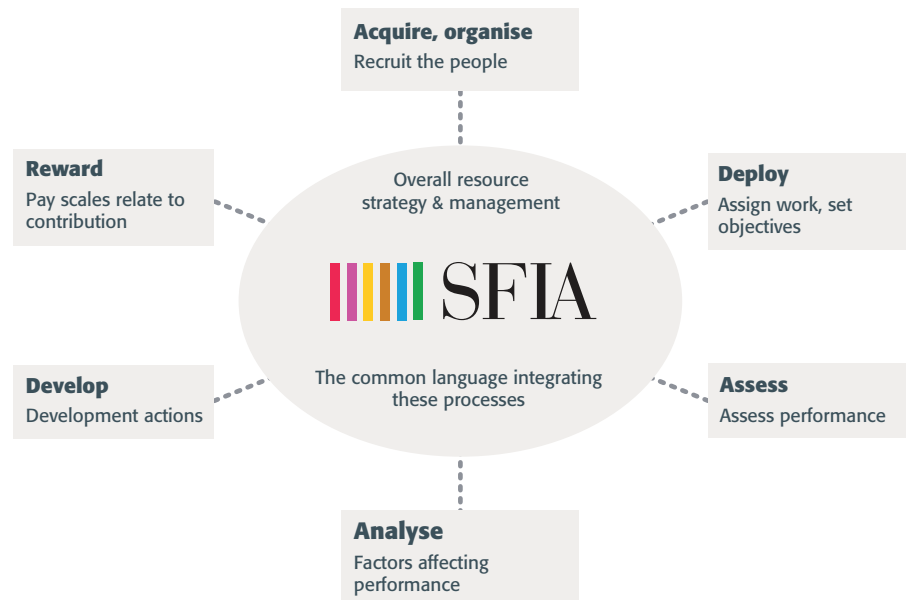 Acquire, organise
Recruit the people
Reward
Pay scales relate to
contribution
Overall resource
strategy & management
Deploy
Assign work, set
objectives
SFIA
Develop
Development actions
The common language integrating
these processes
Assess
Assess performance
Analyse
Factors affecting
performance